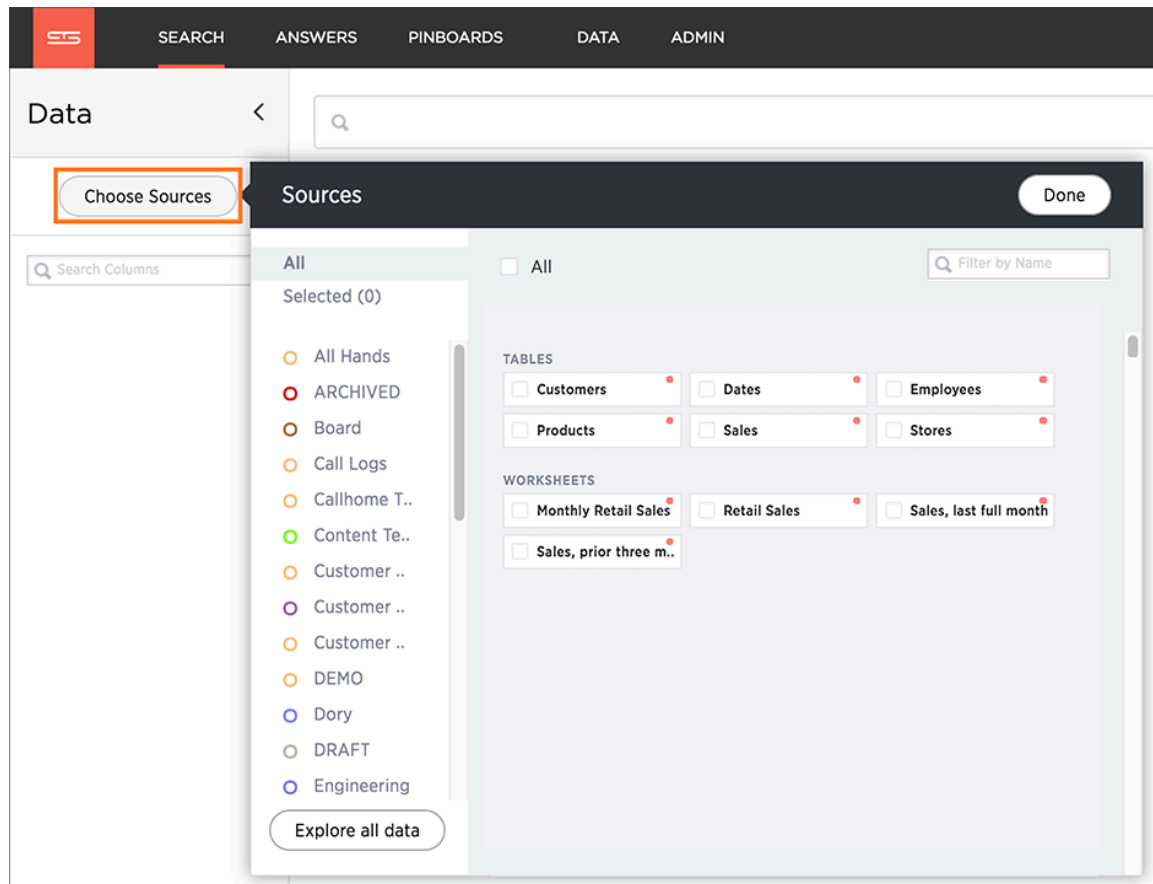 SEARCH ANSWERS PINBOARDS DATA ADMIN
Data
Choose Sources
Search Columns
Sources
Done
All
Selected (0)
All Hands
ARCHIVED
Board
Call Logs
Callhome T..
Content Te..
Customer ..
Customer ..
Customer ..
DEMO
Dory
DRAFT
Engineering
Explore all data
All
Filter by Name
TABLES
Customers Dates Employees
Products Sales Stores
WORKSHEETS
Monthly Retail Sales Retail Sales Sales, last full month
Sales, prior three m..